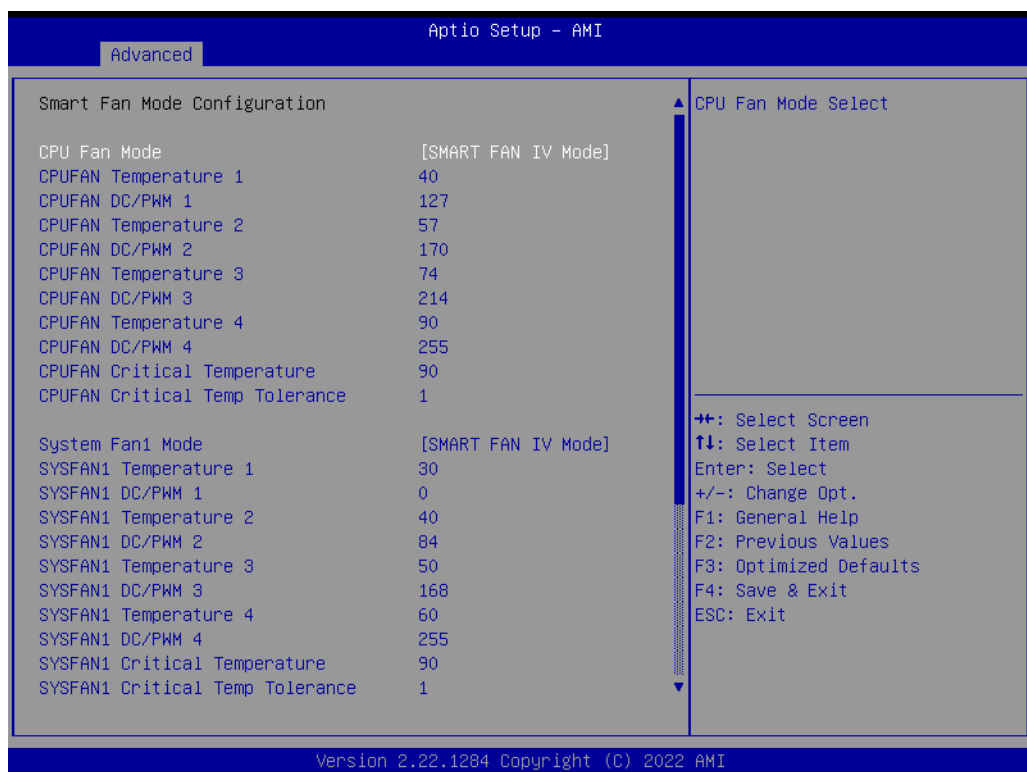 Aptio Setup – AMI
Advanced
Smart Fan Mode Configuration
CPU Fan Mode [SMART FAN IV Mode]
CPUFAN Temperature 1 40
CPUFAN DC/PWM 1 127
CPUFAN Temperature 2 57
CPUFAN DC/PWM 2 170
CPUFAN Temperature 3 74
CPUFAN DC/PWM 3 214
CPUFAN Temperature 4 90
CPUFAN DC/PWM 4 255
CPUFAN Critical Temperature 90
CPUFAN Critical Temp Tolerance 1
System Fan1 Mode [SMART FAN IV Mode]
SYSFAN1 Temperature 1 30
SYSFAN1 DC/PWM 1 0
SYSFAN1 Temperature 2 40
SYSFAN1 DC/PWM 2 84
SYSFAN1 Temperature 3 50
SYSFAN1 DC/PWM 3 168
SYSFAN1 Temperature 4 60
SYSFAN1 DC/PWM 4 255
SYSFAN1 Critical Temperature 90
SYSFAN1 Critical Temp Tolerance 1
CPU Fan Mode Select
→←: Select Screen
↑↓: Select Item
Enter: Select
+/-: Change Opt.
F1: General Help
F2: Previous Values
F3: Optimized Defaults
F4: Save & Exit
ESC: Exit
Version 2.22.1284 Copyright (C) 2022 AMI